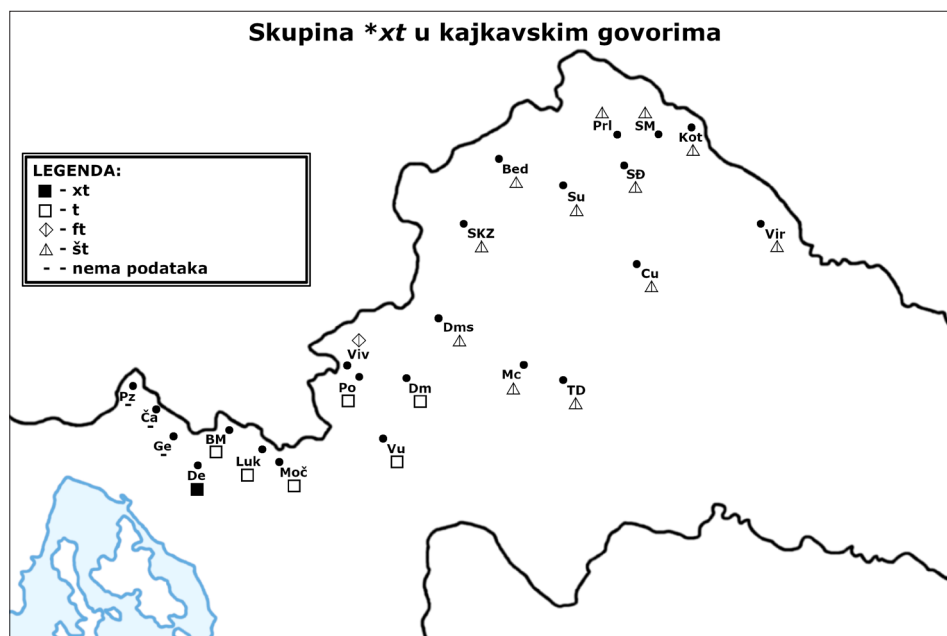 Skupina *xt u kajkavskim govorima
LEGENDA:
- xt
- t
- ft
- št
- - nema podataka
Prl
SM
Kot
Bed
SĐ
Su
SKZ
Vir
Cu
Dms
Viv
Mc
TD
Po
Dm
Pz
Ča
Ge
BM
Vu
Luk
Moč
De